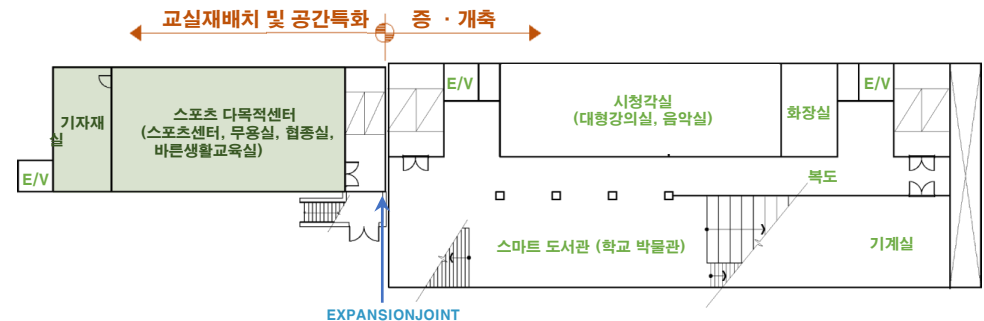 교실재배치 및 공간특화
증 · 개축
E/V
E/V
시청각실
(대형강의실, 음악실)
화장실
기자재
실
스포츠 다목적센터
(스포츠센터, 무용실, 협종실,
바른생활교육실)
E/V
복도
스마트 도서관 (학교 박물관)
기계실
EXPANSIONJOINT